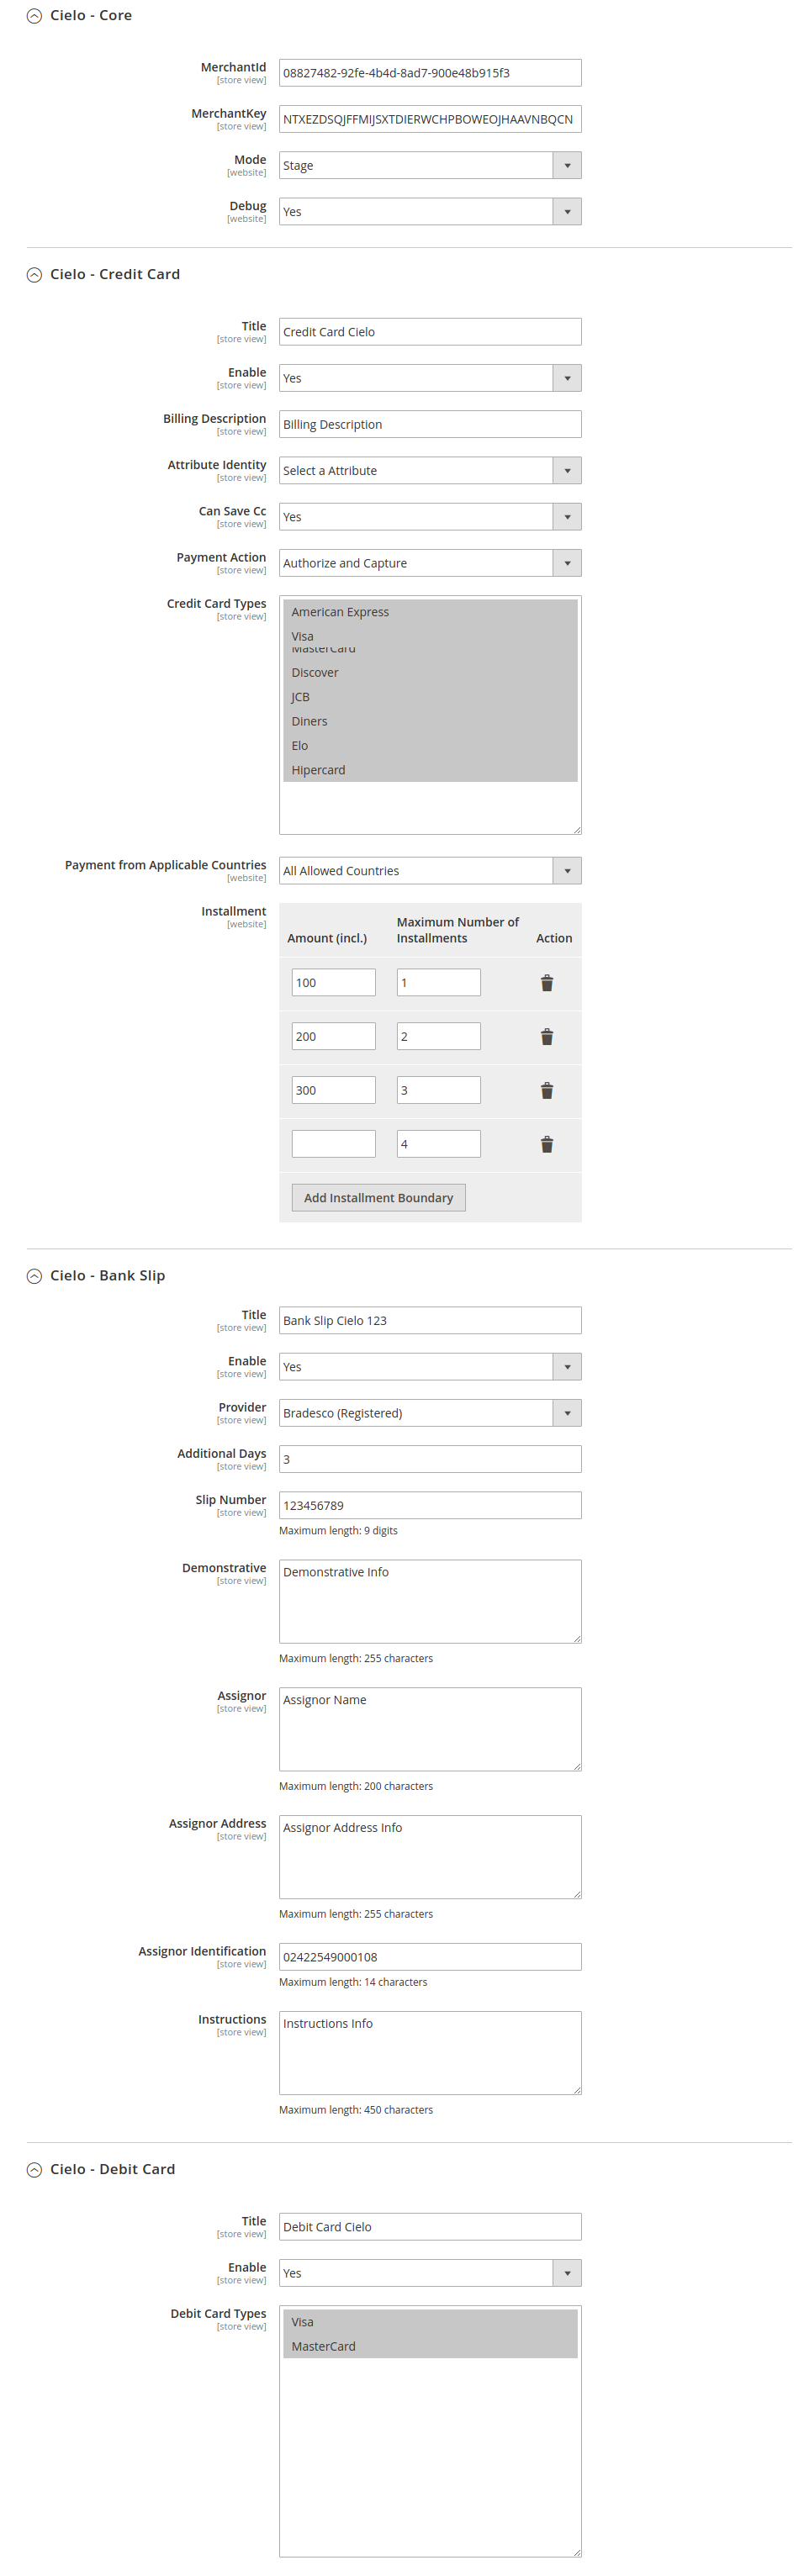 Cielo - Core
MerchantId
[store view]
08827482-92fe-4b4d-8ad7-900e48b915f3
MerchantKey
[store view]
NTXEZDSQJFFMIJSXTDIERWCHPBOWEOJHAAVNBQCN
Mode
[website]
Stage
Debug
[website]
Yes
Cielo - Credit Card
Title
[store view]
Credit Card Cielo
Enable
[store view]
Yes
Billing Description
[store view]
Billing Description
Attribute Identity
[store view]
Select a Attribute
Can Save Cc
[store view]
Yes
Payment Action
[store view]
Authorize and Capture
Credit Card Types
[store view]
American Express
Visa
MasterCard
Discover
JCB
Diners
Elo
Hipercard
Payment from Applicable Countries
[website]
All Allowed Countries
Installment
[website]
Amount (incl.) Maximum Number of Installments Action
100 1
200 2
300 3
4
Add Installment Boundary
Cielo - Bank Slip
Title
[store view]
Bank Slip Cielo 123
Enable
[store view]
Yes
Provider
[store view]
Bradesco (Registered)
Additional Days
[store view]
3
Slip Number
[store view]
123456789
Maximum length: 9 digits
Demonstrative
[store view]
Demonstrative Info
Maximum length: 255 characters
Assignor
[store view]
Assignor Name
Maximum length: 200 characters
Assignor Address
[store view]
Assignor Address Info
Maximum length: 255 characters
Assignor Identification
[store view]
02422549000108
Maximum length: 14 characters
Instructions
[store view]
Instructions Info
Maximum length: 450 characters
Cielo - Debit Card
Title
[store view]
Debit Card Cielo
Enable
[store view]
Yes
Debit Card Types
[store view]
Visa
MasterCard